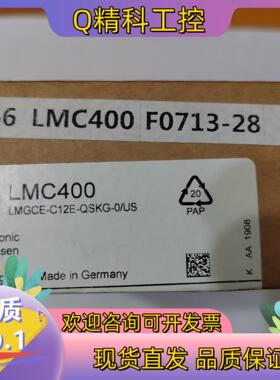 Q精科工控
6 LMC400 F0713-28
LMC400
LMGCE-C12E-QSKG-0/US
20
PAP
onic
sen
Made in Germany
K AA 1908
质
0.1
欢迎咨询可开发票
现货直发 品质保证